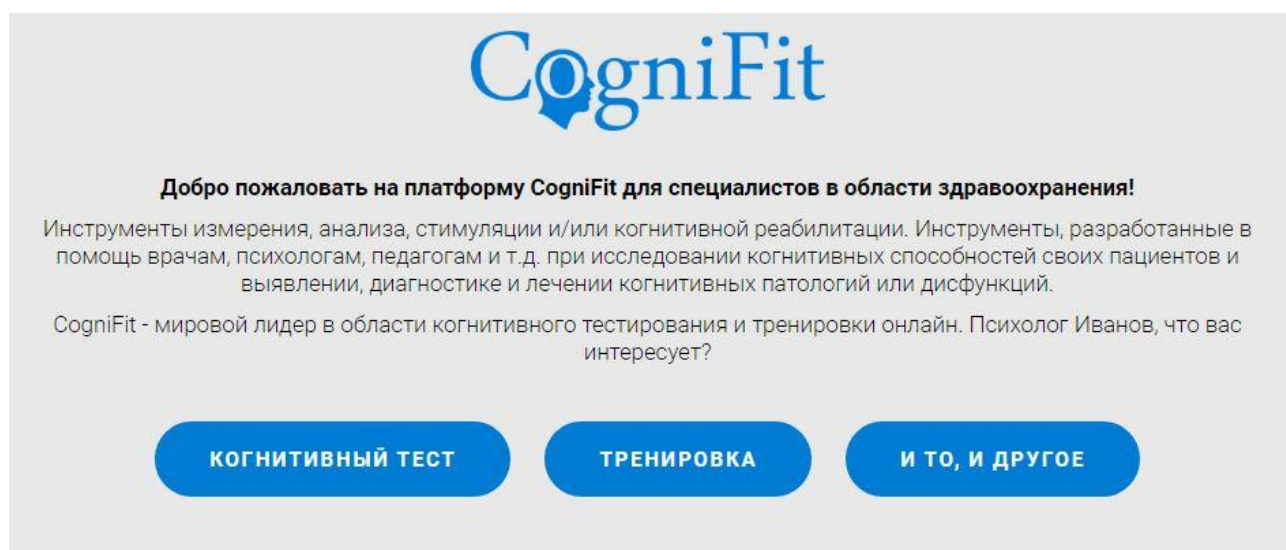 CogniFit
Добро пожаловать на платформу CogniFit для специалистов в области здравоохранения!
Инструменты измерения, анализа, стимуляции и/или когнитивной реабилитации. Инструменты, разработанные в
помощь врачам, психологам, педагогам и т.д. при исследовании когнитивных способностей своих пациентов и
выявлении, диагностике и лечении когнитивных патологий или дисфункций.
CogniFit - мировой лидер в области когнитивного тестирования и тренировки онлайн. Психолог Иванов, что вас
интересует?
КОГНИТИВНЫЙ ТЕСТ
ТРЕНИРОВКА
И ТО, И ДРУГОЕ